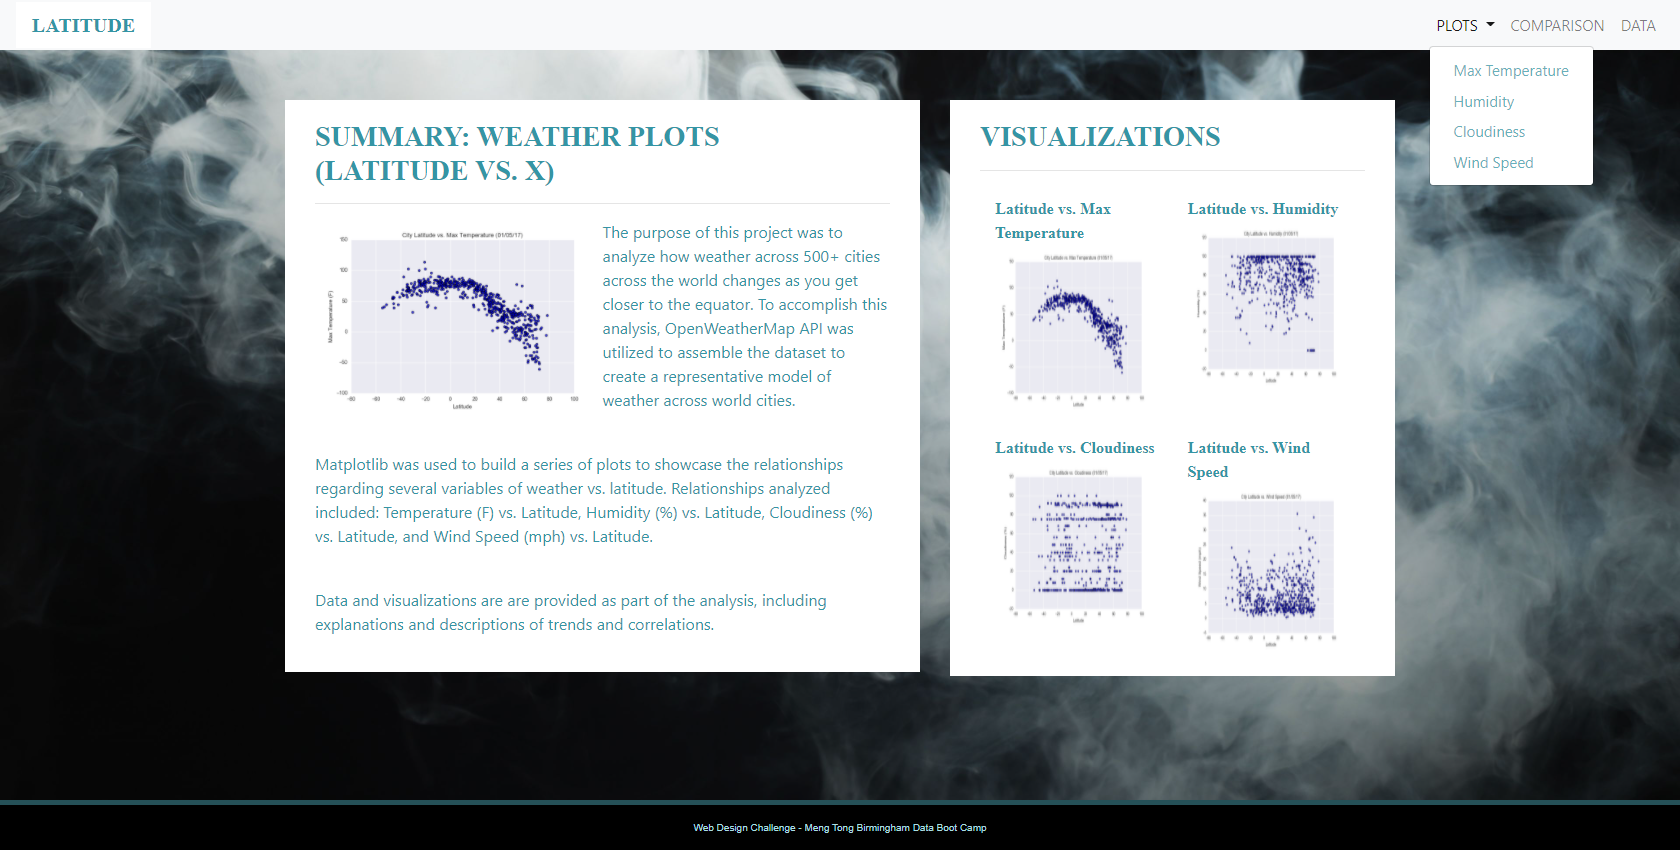 LATITUDE
PLOTS COMPARISON DATA
Max Temperature
Humidity
Cloudiness
Wind Speed
SUMMARY: WEATHER PLOTS
(LATITUDE VS. X)
City Latitude vs. Max Temperature (01/05/17)
Max Temperature (F)
150
100
50
0
-50
-100
-80 -60 -40 -20 0 20 40 60 80 100
Latitude
The purpose of this project was to
analyze how weather across 500+ cities
across the world changes as you get
closer to the equator. To accomplish this
analysis, OpenWeatherMap API was
utilized to assemble the dataset to
create a representative model of
weather across world cities.
Matplotlib was used to build a series of plots to showcase the relationships
regarding several variables of weather vs. latitude. Relationships analyzed
included: Temperature (F) vs. Latitude, Humidity (%) vs. Latitude, Cloudiness (%)
vs. Latitude, and Wind Speed (mph) vs. Latitude.
Data and visualizations are are provided as part of the analysis, including
explanations and descriptions of trends and correlations.
VISUALIZATIONS
Latitude vs. Max
Temperature
Latitude vs. Humidity
Latitude vs. Cloudiness
Latitude vs. Wind
Speed
Web Design Challenge - Meng Tong Birmingham Data Boot Camp